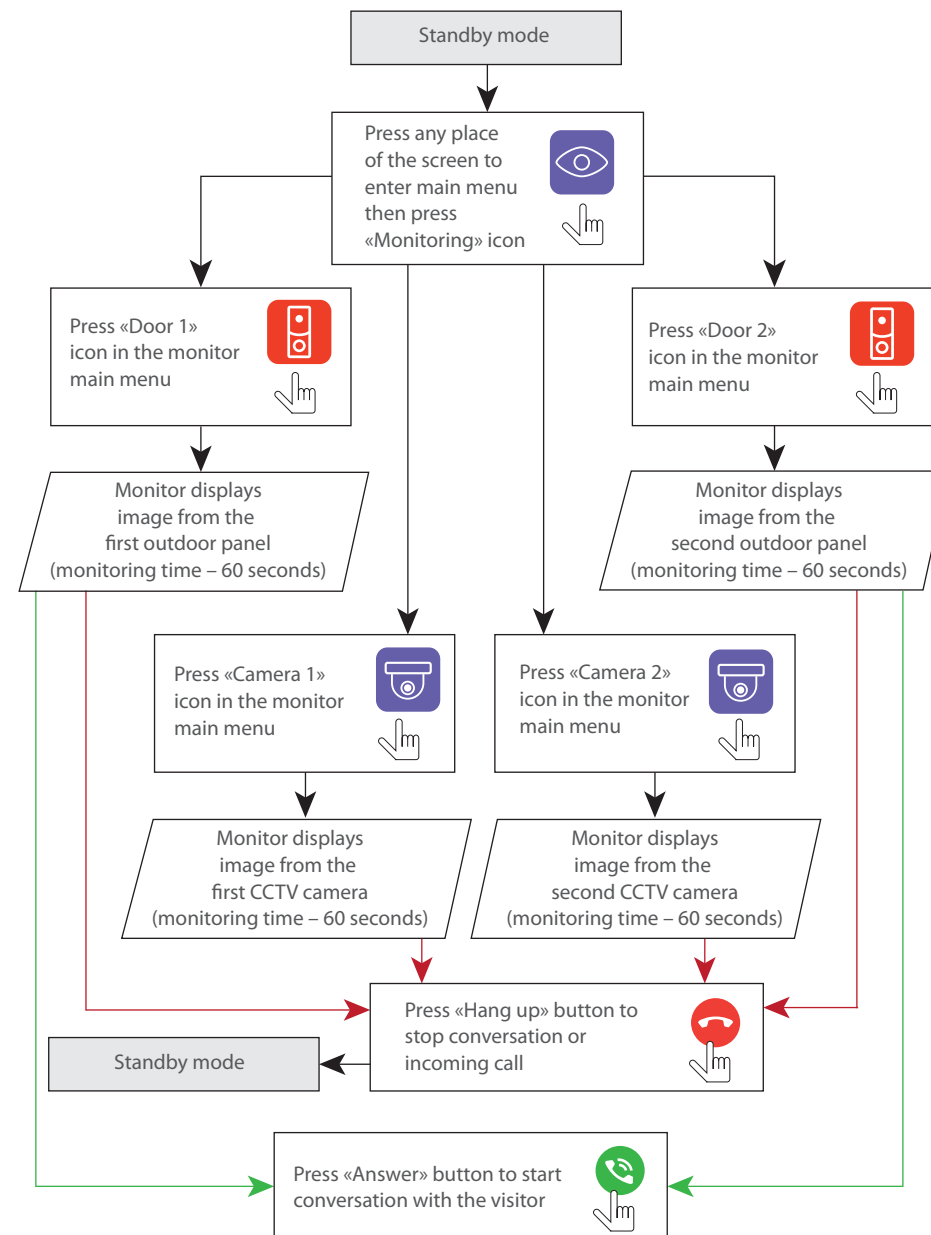 Standby mode
Press any place
of the screen to
enter main menu
then press
«Monitoring» icon
Press «Door 1»
icon in the monitor
main menu
Press «Door 2»
icon in the monitor
main menu
Monitor displays
image from the
first outdoor panel
(monitoring time – 60 seconds)
Monitor displays
image from the
second outdoor panel
(monitoring time – 60 seconds)
Press «Camera 1»
icon in the monitor
main menu
Press «Camera 2»
icon in the monitor
main menu
Monitor displays
image from the
first CCTV camera
(monitoring time – 60 seconds)
Monitor displays
image from the
second CCTV camera
(monitoring time – 60 seconds)
Press «Hang up» button to
stop conversation or
incoming call
Standby mode
Press «Answer» button to start
conversation with the visitor